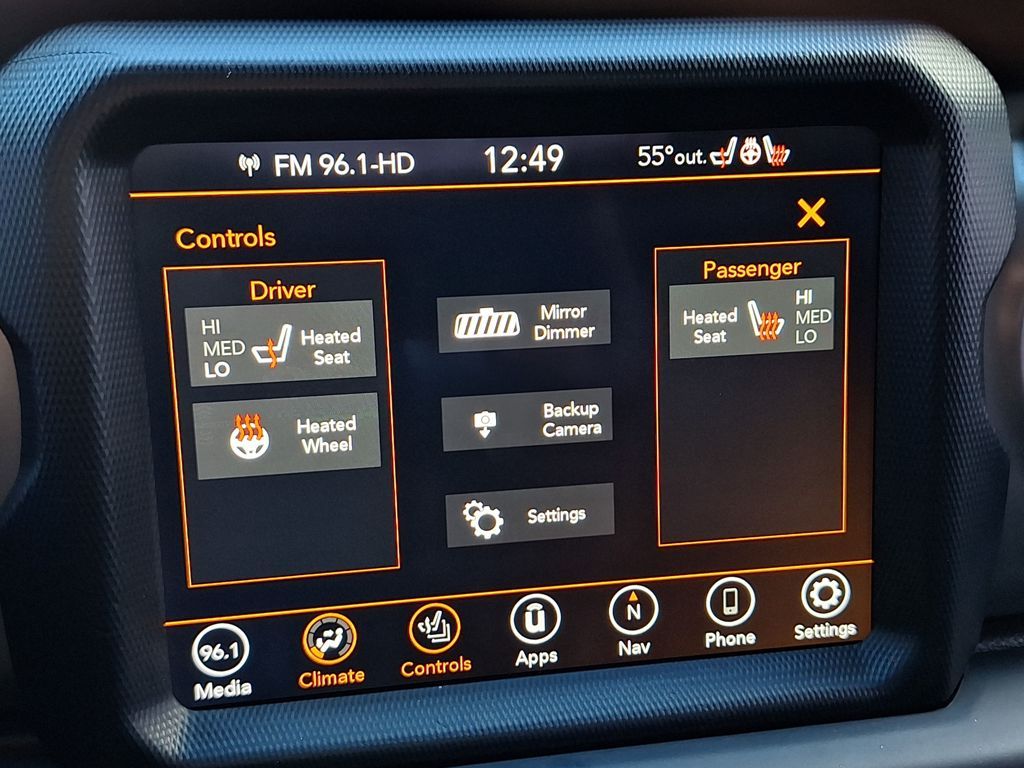 FM 96.1-HD
12:49
55° out.
Controls
X
Driver
HI
MED
LO
Heated
Seat
Heated
Wheel
Mirror
Dimmer
Backup
Camera
Settings
Passenger
Heated
Seat
HI
MED
LO
96.1
Media
Climate
Controls
ū
Apps
N
Nav
Phone
Settings